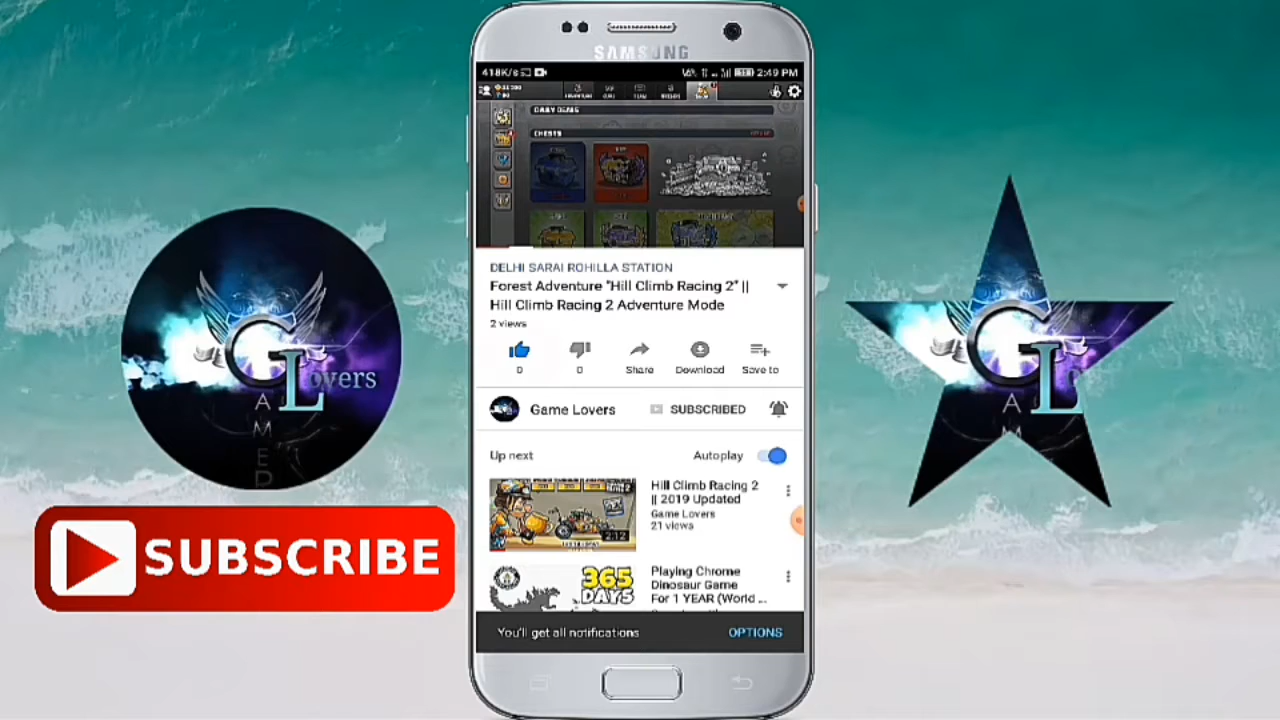 SAMSUNG
418K/s
2:49 PM
DAILY DEALS
CHESTS
DELHI SARAI ROHILLA STATION
Forest Adventure "Hill Climb Racing 2" ||
Hill Climb Racing 2 Adventure Mode
2 views
0
0
Share
Download
Save to
Game Lovers
SUBSCRIBED
Up next
Autoplay
Hill Climb Racing 2
|| 2019 Updated
Game Lovers
21 views
2:12
365
DAYS
Playing Chrome
Dinosaur Game
For 1 YEAR (World ...
You'll get all notifications
OPTIONS
G
Lovers
A
M
E
D
SUBSCRIBE
G
L
A
M